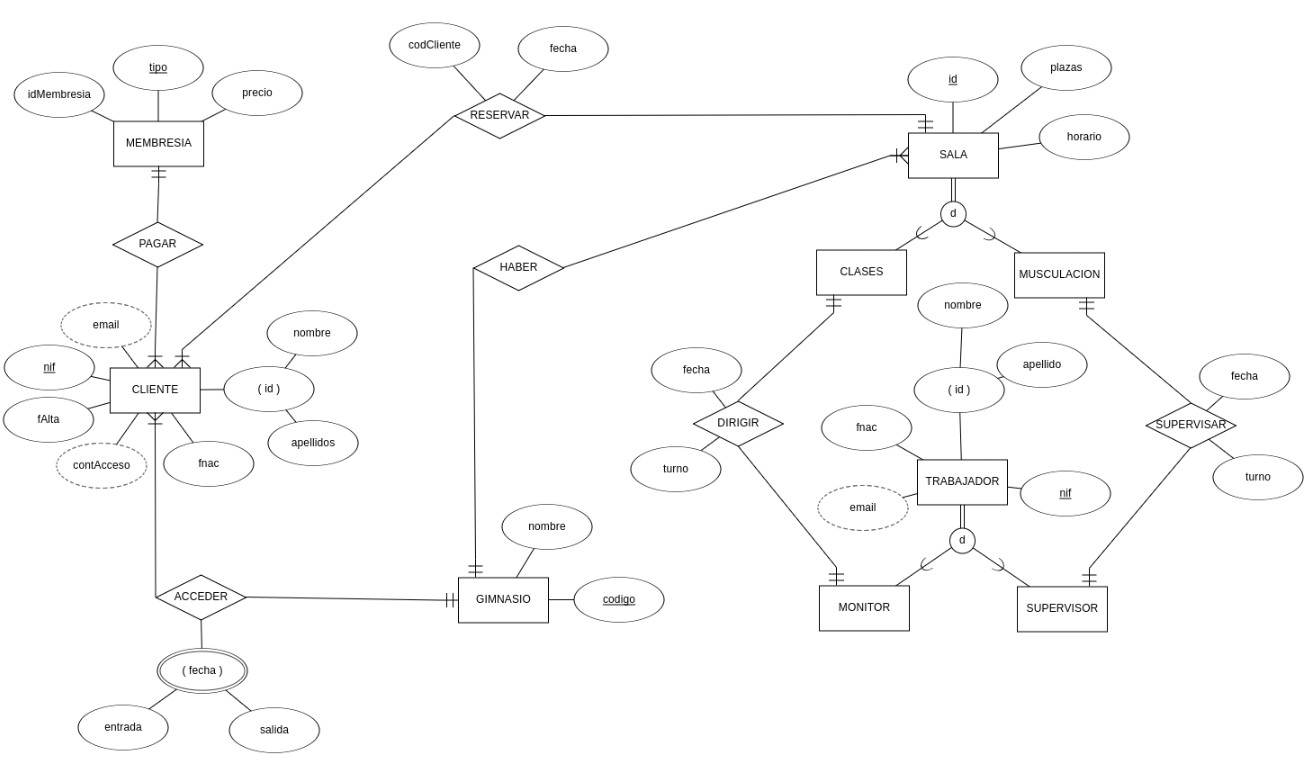 codCliente
fecha
tipo
idMembresia
precio
id
plazas
horario
RESERVAR
MEMBRESIA
SALA
d
PAGAR
HABER
CLASES
MUSCULACION
email
nombre
nombre
nif
CLIENTE
( id )
fAlta
apellidos
contAcceso
fnac
fecha
apellido
( id )
fecha
DIRIGIR
fnac
SUPERVISAR
turno
TRABAJADOR
turno
email
nif
nombre
d
ACCEDER
GIMNASIO
codigo
MONITOR
SUPERVISOR
( fecha )
entrada
salida